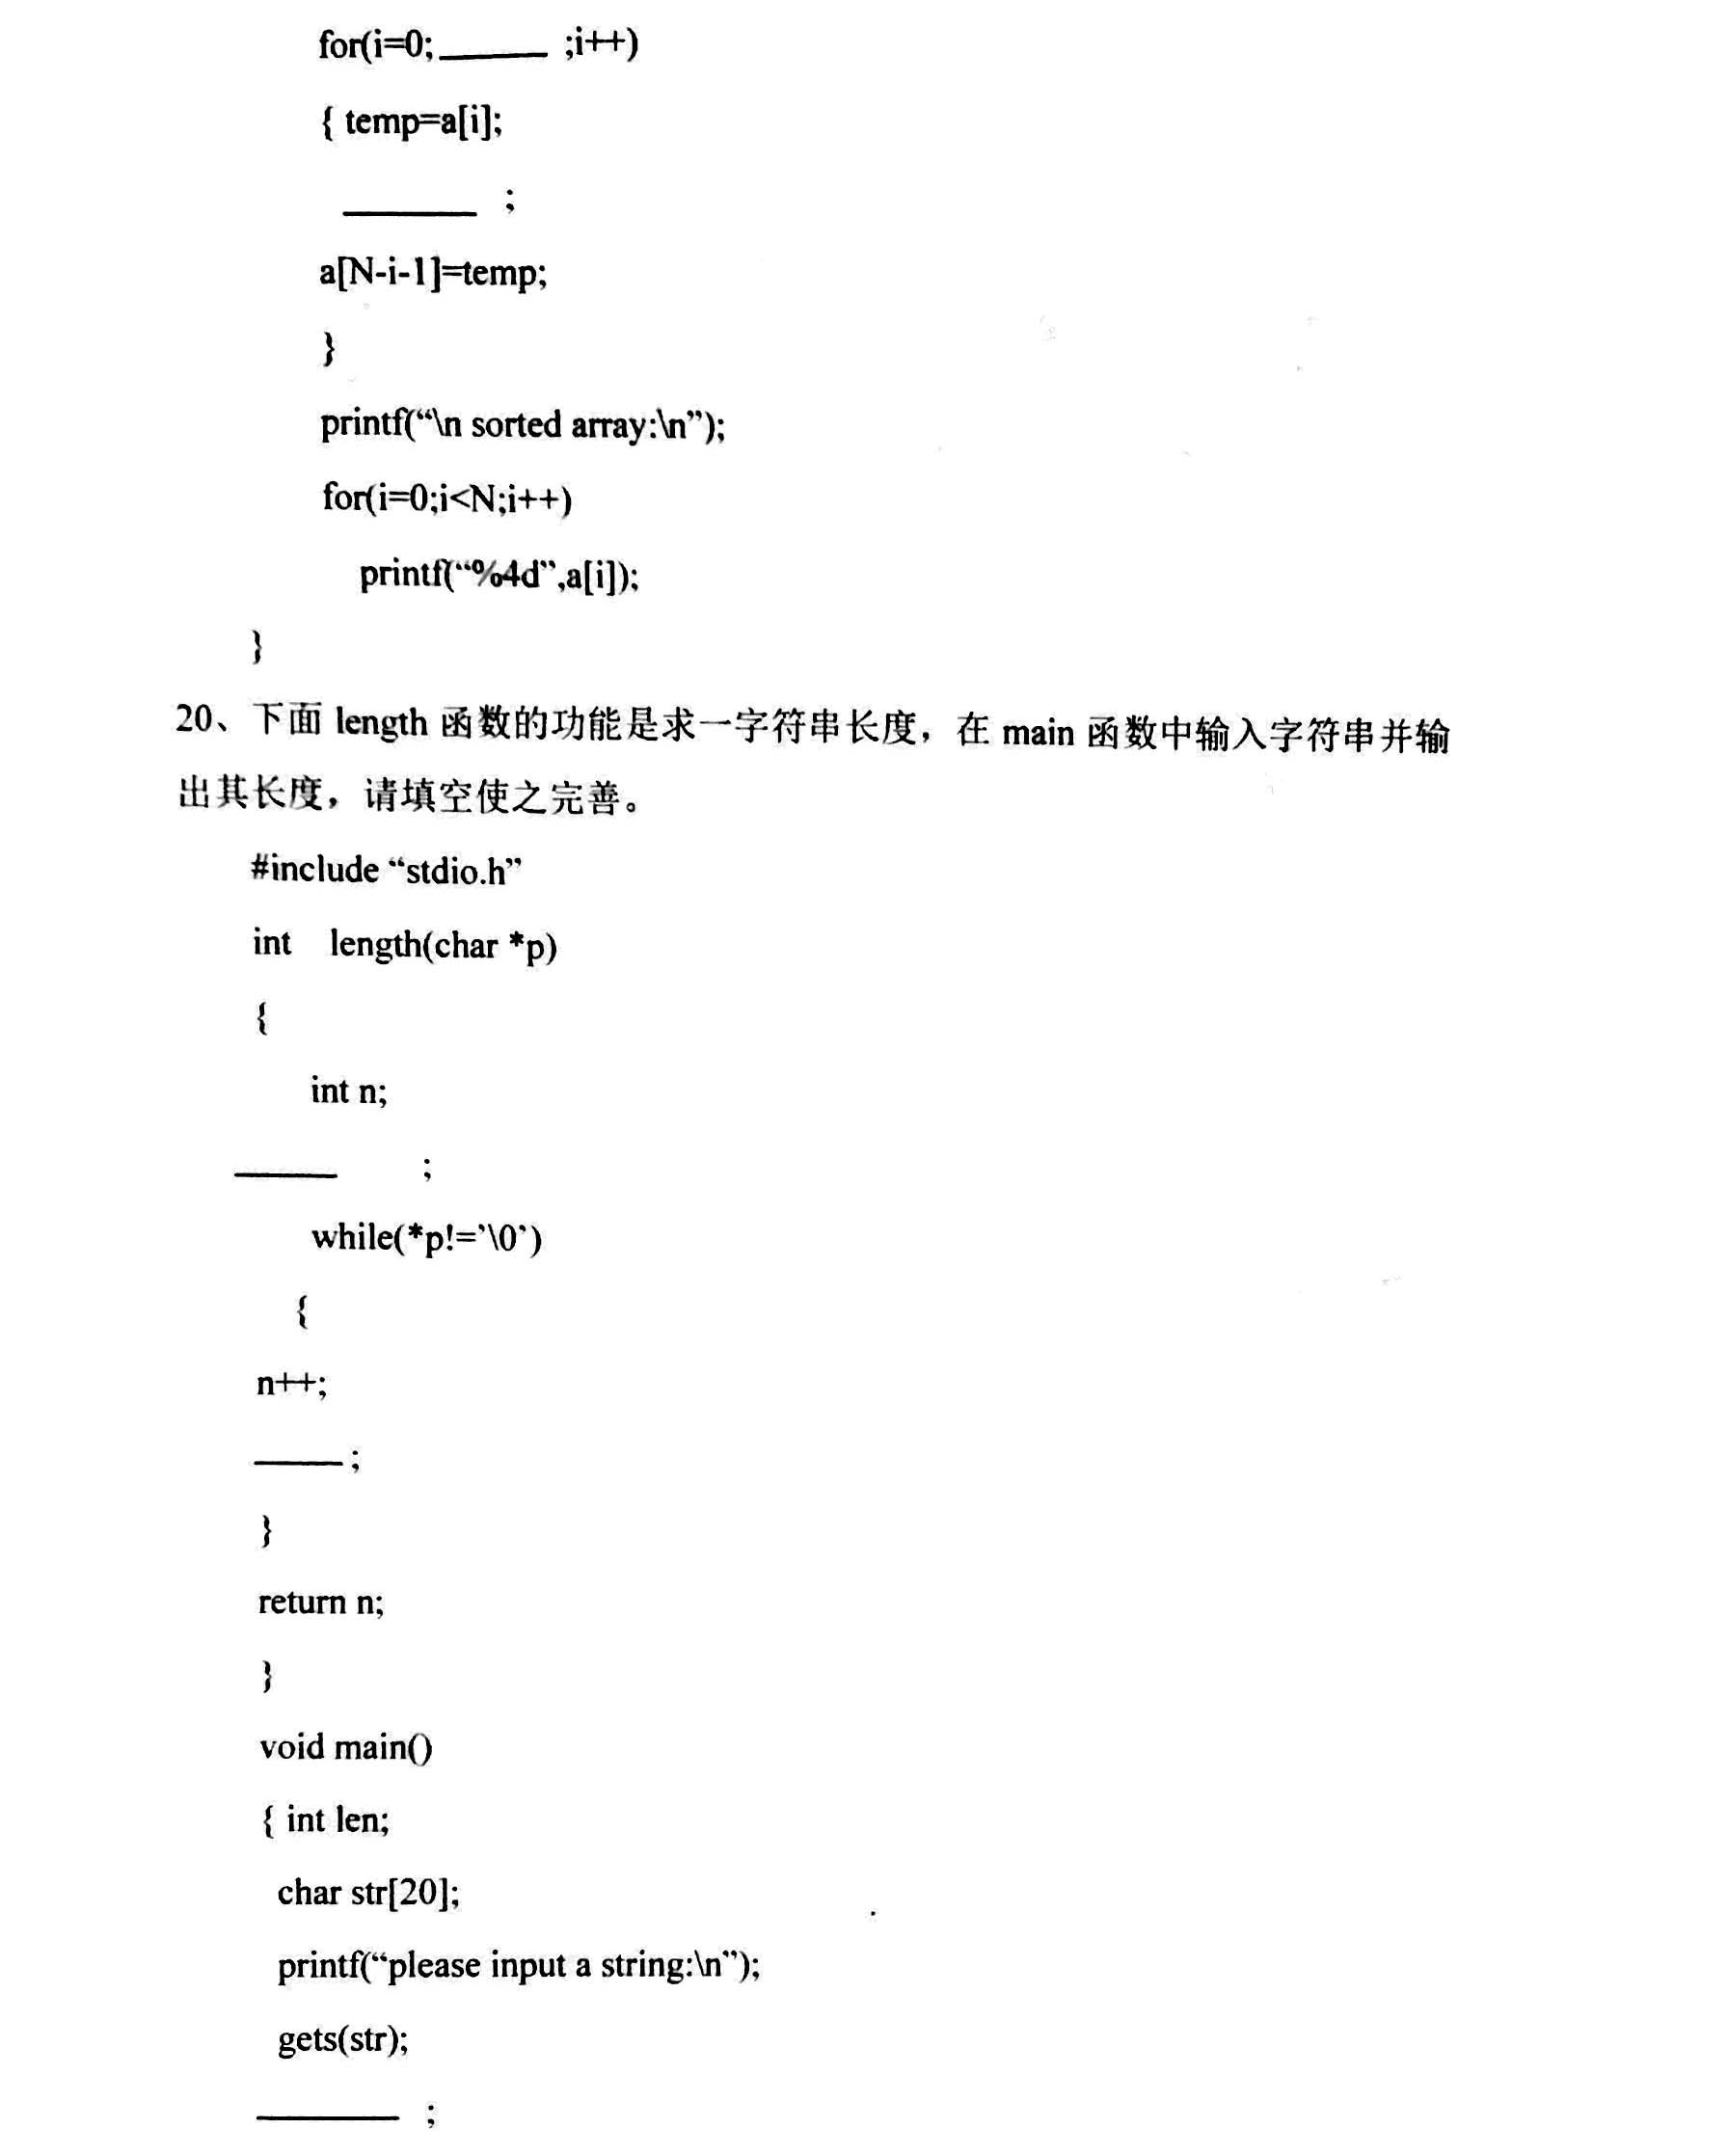 for(i=0;______ ;i++)
{ temp=a[i];
_______ ;
a[N-i-1]=temp;
}
printf(“\n sorted array:\n”);
for(i=0;i<N;i++)
printf(“%4d”,a[i]);
}
20、下面 length 函数的功能是求一字符串长度，在 main 函数中输入字符串并输
出其长度，请填空使之完善。
#include “stdio.h”
int length(char *p)
{
int n;
______ ;
while(*p!=’\0’)
{
n++;
_____;
}
return n;
}
void main()
{ int len;
char str[20];
printf(“please input a string:\n”);
gets(str);
________ ;